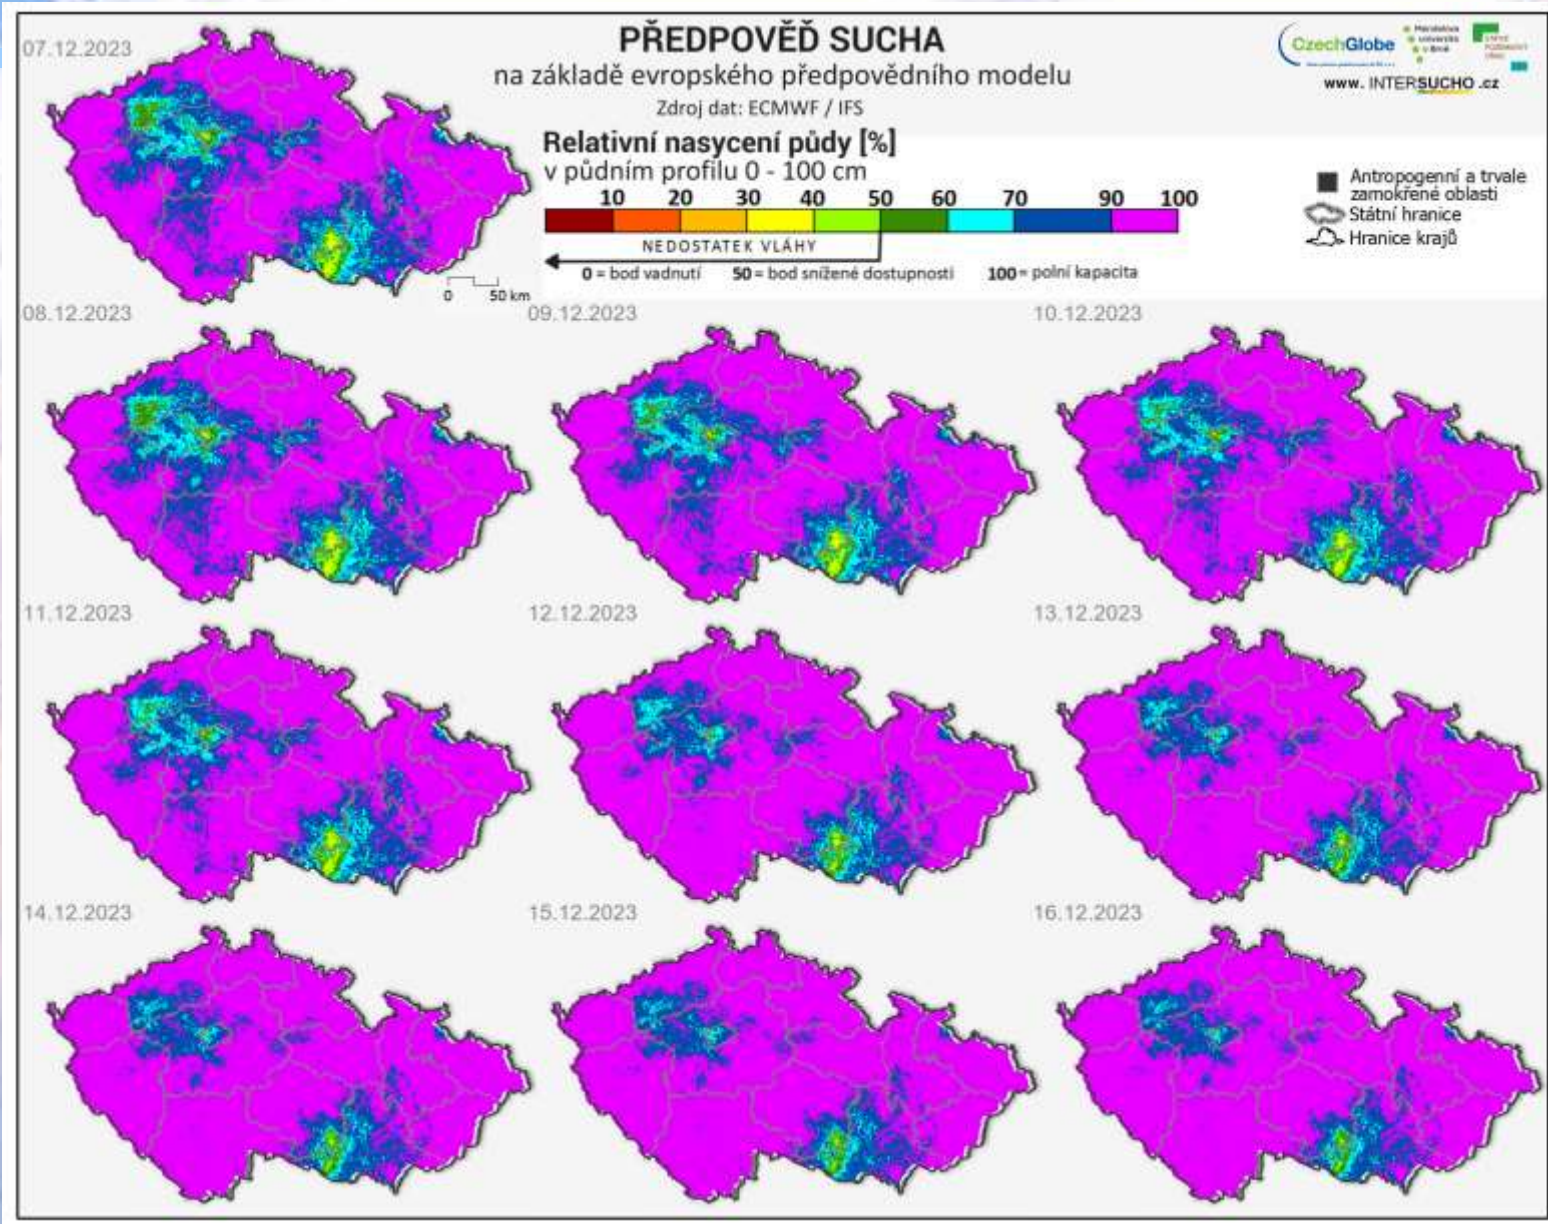 07.12.2023
PŘEDPOVĚĎ SUCHA
na základě evropského předpovědního modelu
Zdroj dat: ECMWF / IFS
CzechGlobe
Mendelova
univerzita
v Brně
www. INTERSUCHO .cz
Relativní nasycení půdy [%]
v půdním profilu 0 - 100 cm
10 20 30 40 50 60 70 90 100
NEDOSTATEK VLÁHY
0 = bod vadnutí 50 = bod snížené dostupnosti 100 = polní kapacita
Antropogenní a trvale
zamokřené oblasti
Státní hranice
Hranice krajů
0 50 km
08.12.2023
09.12.2023
10.12.2023
11.12.2023
12.12.2023
13.12.2023
14.12.2023
15.12.2023
16.12.2023